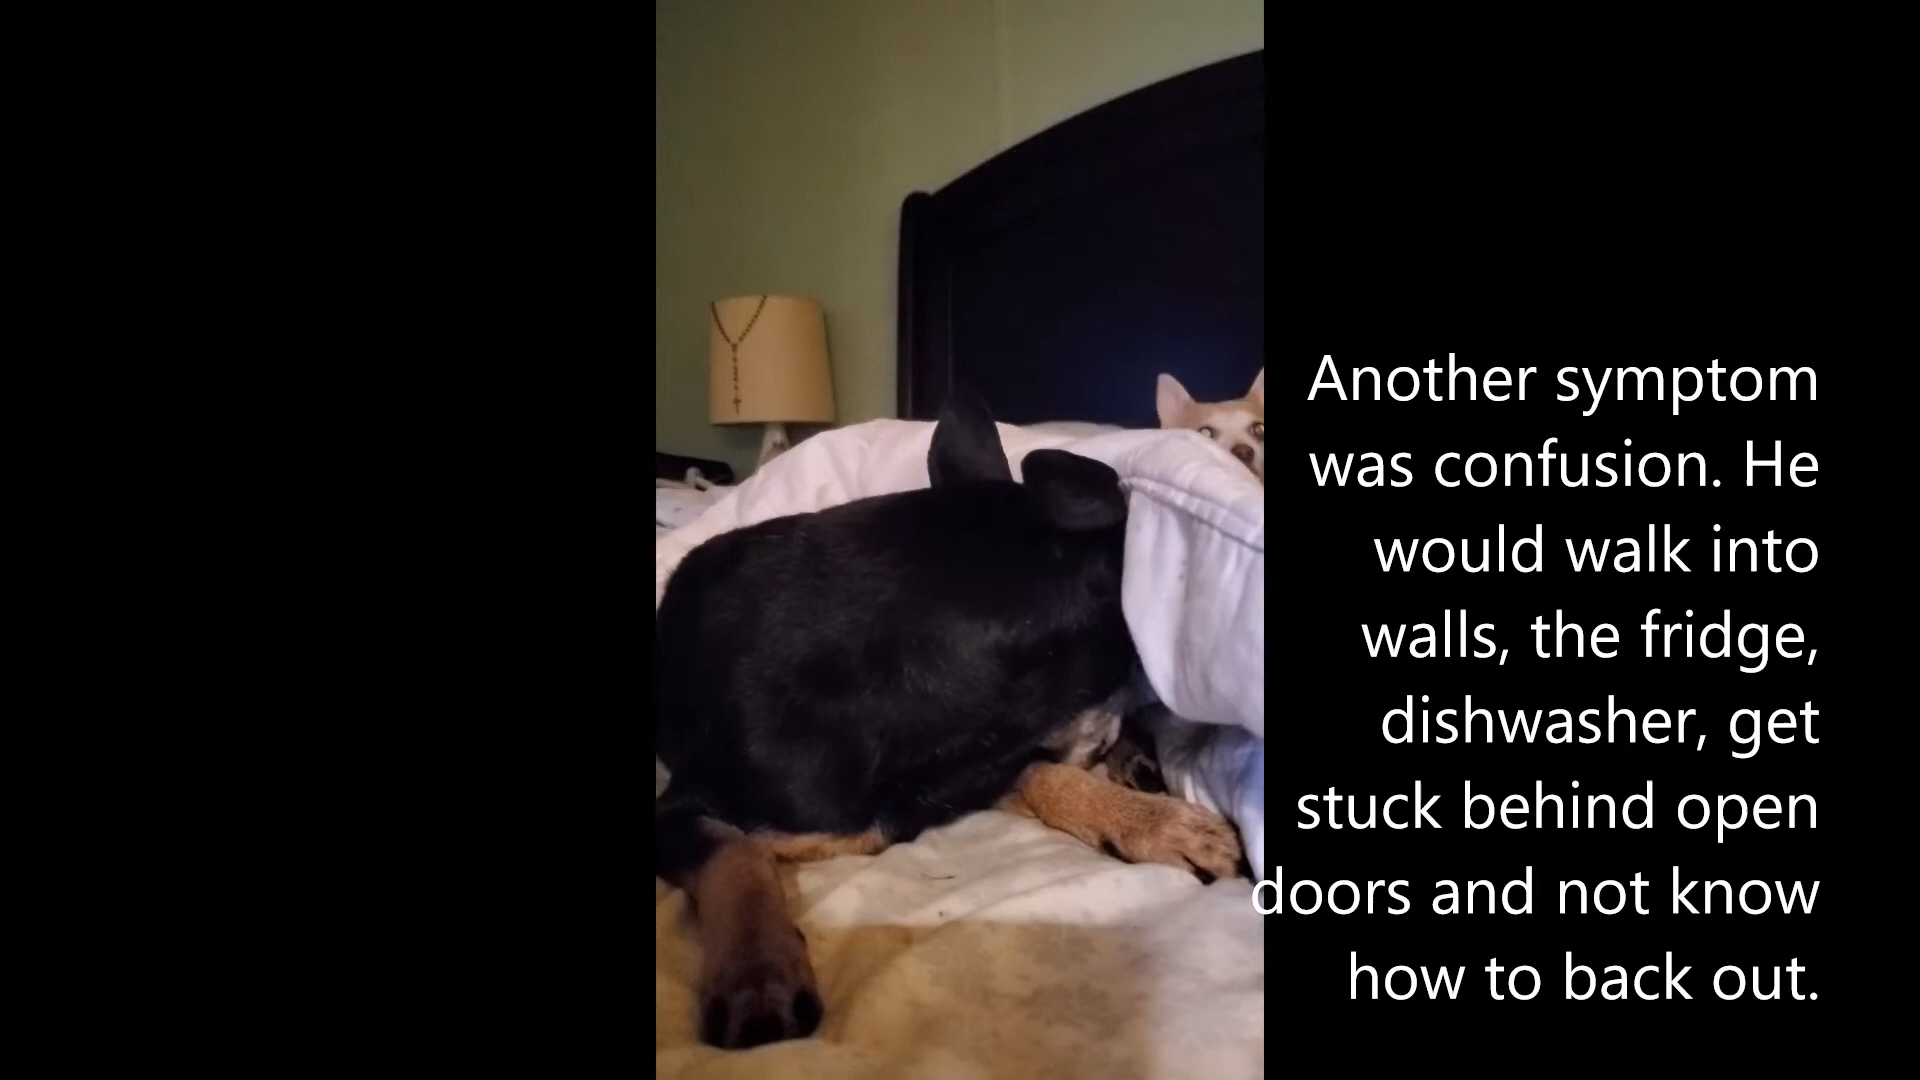 Another symptom
was confusion. He
would walk into
walls, the fridge,
dishwasher, get
stuck behind open
doors and not know
how to back out.